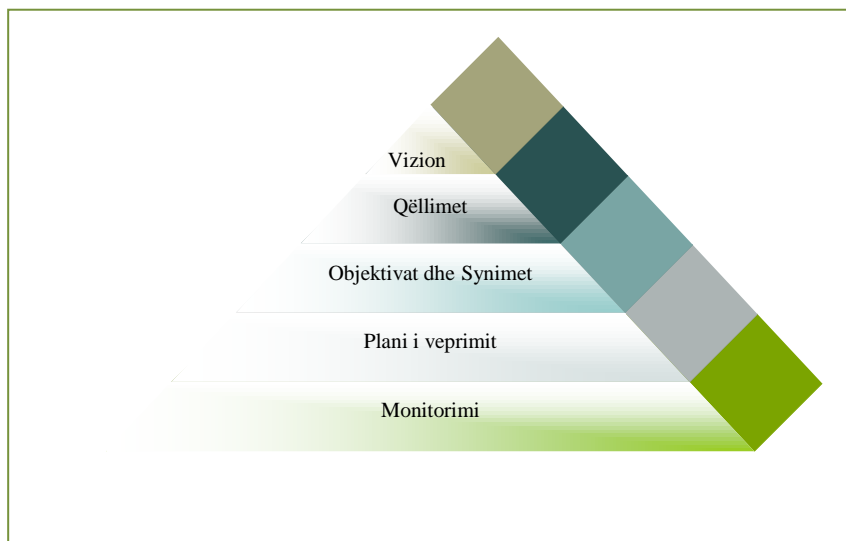 Vizion
Qëllimet
Objektivat dhe Synimet
Plani i veprimit
Monitorimi